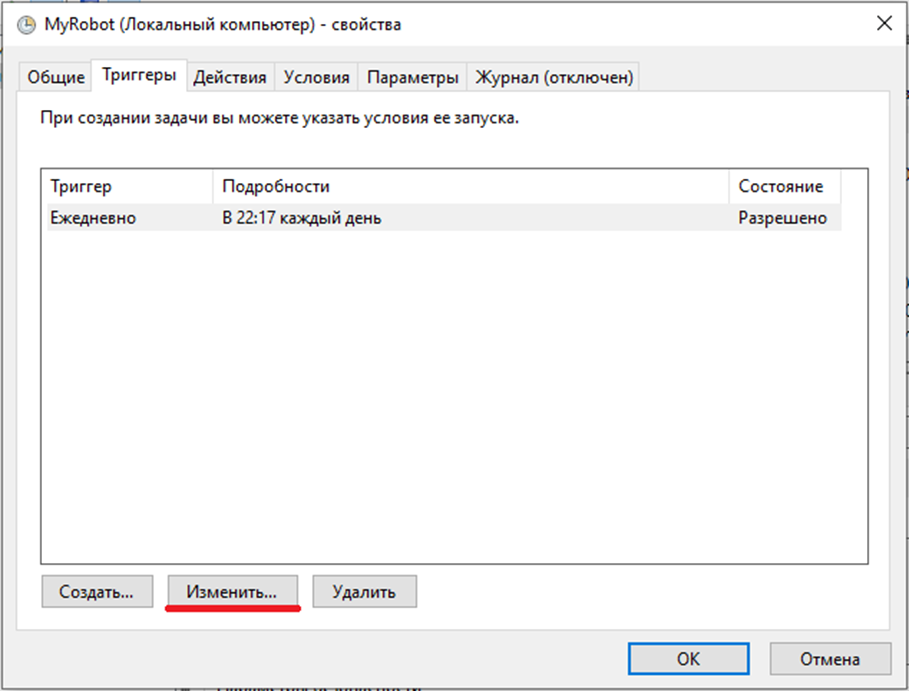 MyRobot (Локальный компьютер) - свойства
Общие Триггеры Действия Условия Параметры Журнал (отключен)
При создании задачи вы можете указать условия ее запуска.
Триггер Подробности Состояние
Ежедневно В 22:17 каждый день Разрешено
Создать... Изменить... Удалить
ОК Отмена